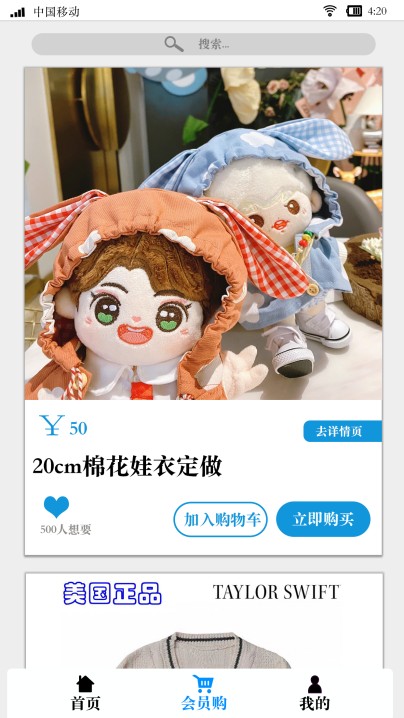 中国移动
4:20
搜索...
¥ 50
去详情页
20cm棉花娃衣定做
500人想要
加入购物车
立即购买
美国正品
TAYLOR SWIFT
首页
会员购
我的